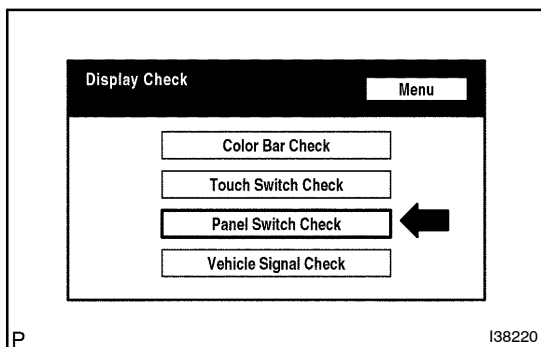 Display Check
Menu
Color Bar Check
Touch Switch Check
Panel Switch Check
Vehicle Signal Check
P
I38220